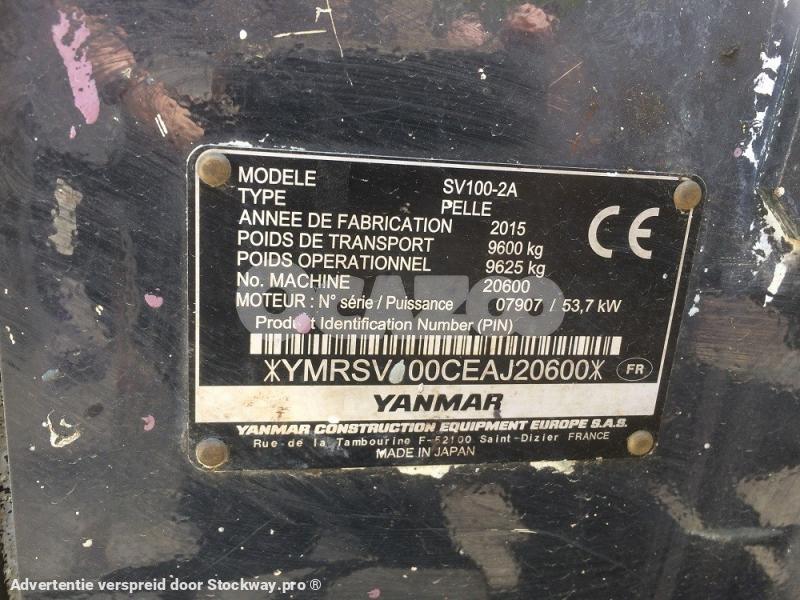 MODELE SV100-2A
TYPE PELLE
ANNEE DE FABRICATION 2015
POIDS DE TRANSPORT 9600 kg
POIDS OPERATIONNEL 9625 kg
No. MACHINE 20600
MOTEUR : N° série / Puissance 07907 / 53,7 kW
Product Identification Number (PIN)
CE
OCAZOO
*YMRSV100CEAJ20600* FR
YANMAR
YANMAR CONSTRUCTION EQUIPMENT EUROPE S.A.S.
Rue de la Tambourine F-52100 Saint-Dizier FRANCE
MADE IN JAPAN
Advertentie verspreid door Stockway.pro ®